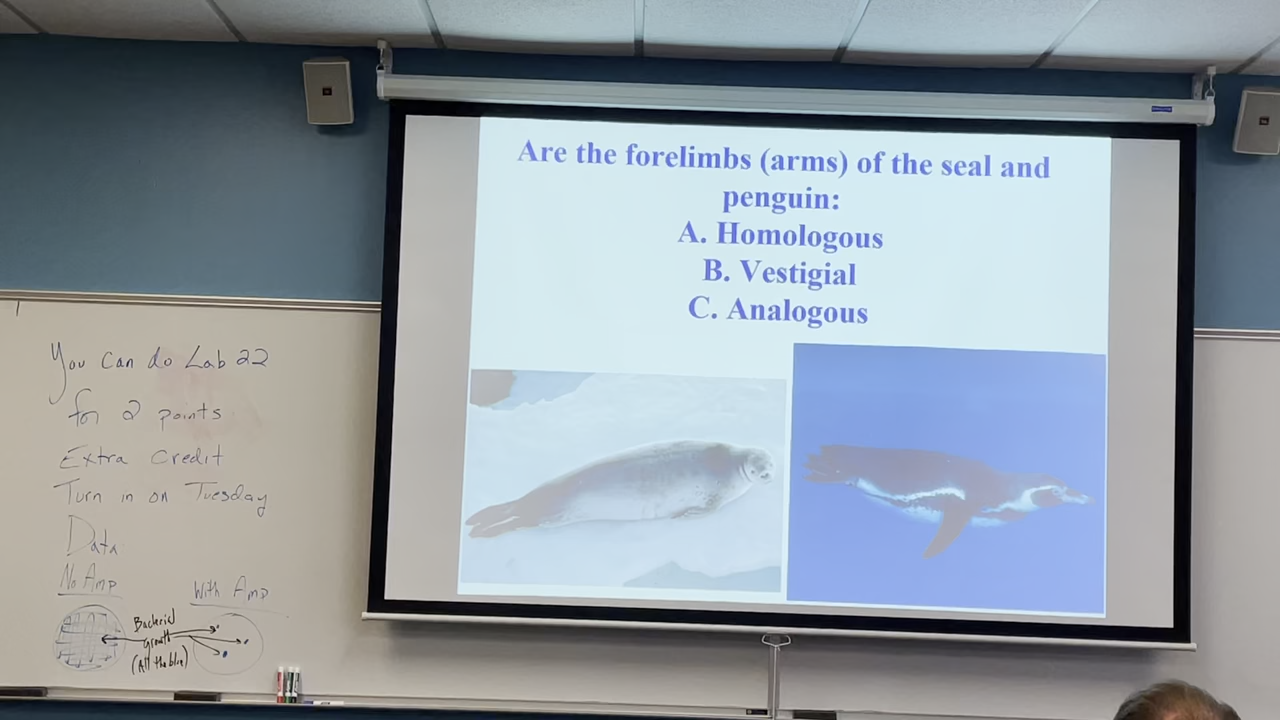 Are the forelimbs (arms) of the seal and
penguin:
A. Homologous
B. Vestigial
C. Analogous
You can do Lab 22
for 2 points
Extra Credit
Turn in on Tuesday
Data
No Amp
With Amp
Bacterial
growth
(All the blue)